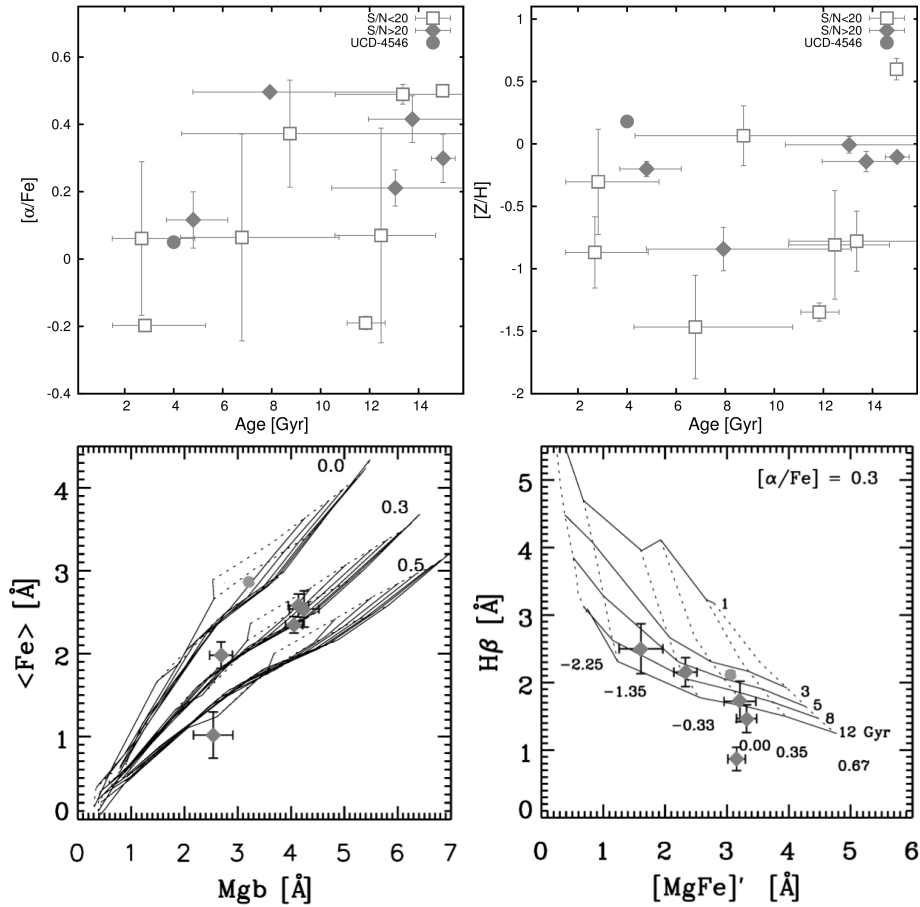 S/N<20
S/N>20
UCD-4546
0.6
0.4
0.2
0
-0.2
-0.4
[α/Fe]
2 4 6 8 10 12 14
Age [Gyr]
S/N<20
S/N>20
UCD-4546
1
0.5
0
-0.5
-1
-1.5
-2
[Z/H]
2 4 6 8 10 12 14
Age [Gyr]
0.0
0.3
0.5
4
3
2
1
0
<Fe> [Å]
0 1 2 3 4 5 6 7
Mgb [Å]
[α/Fe] = 0.3
5
4
3
2
1
0
Hβ [Å]
1
3
5
8
12 Gyr
-2.25
-1.35
-0.33
0.00
0.35
0.67
0 1 2 3 4 5 6
[MgFe]' [Å]